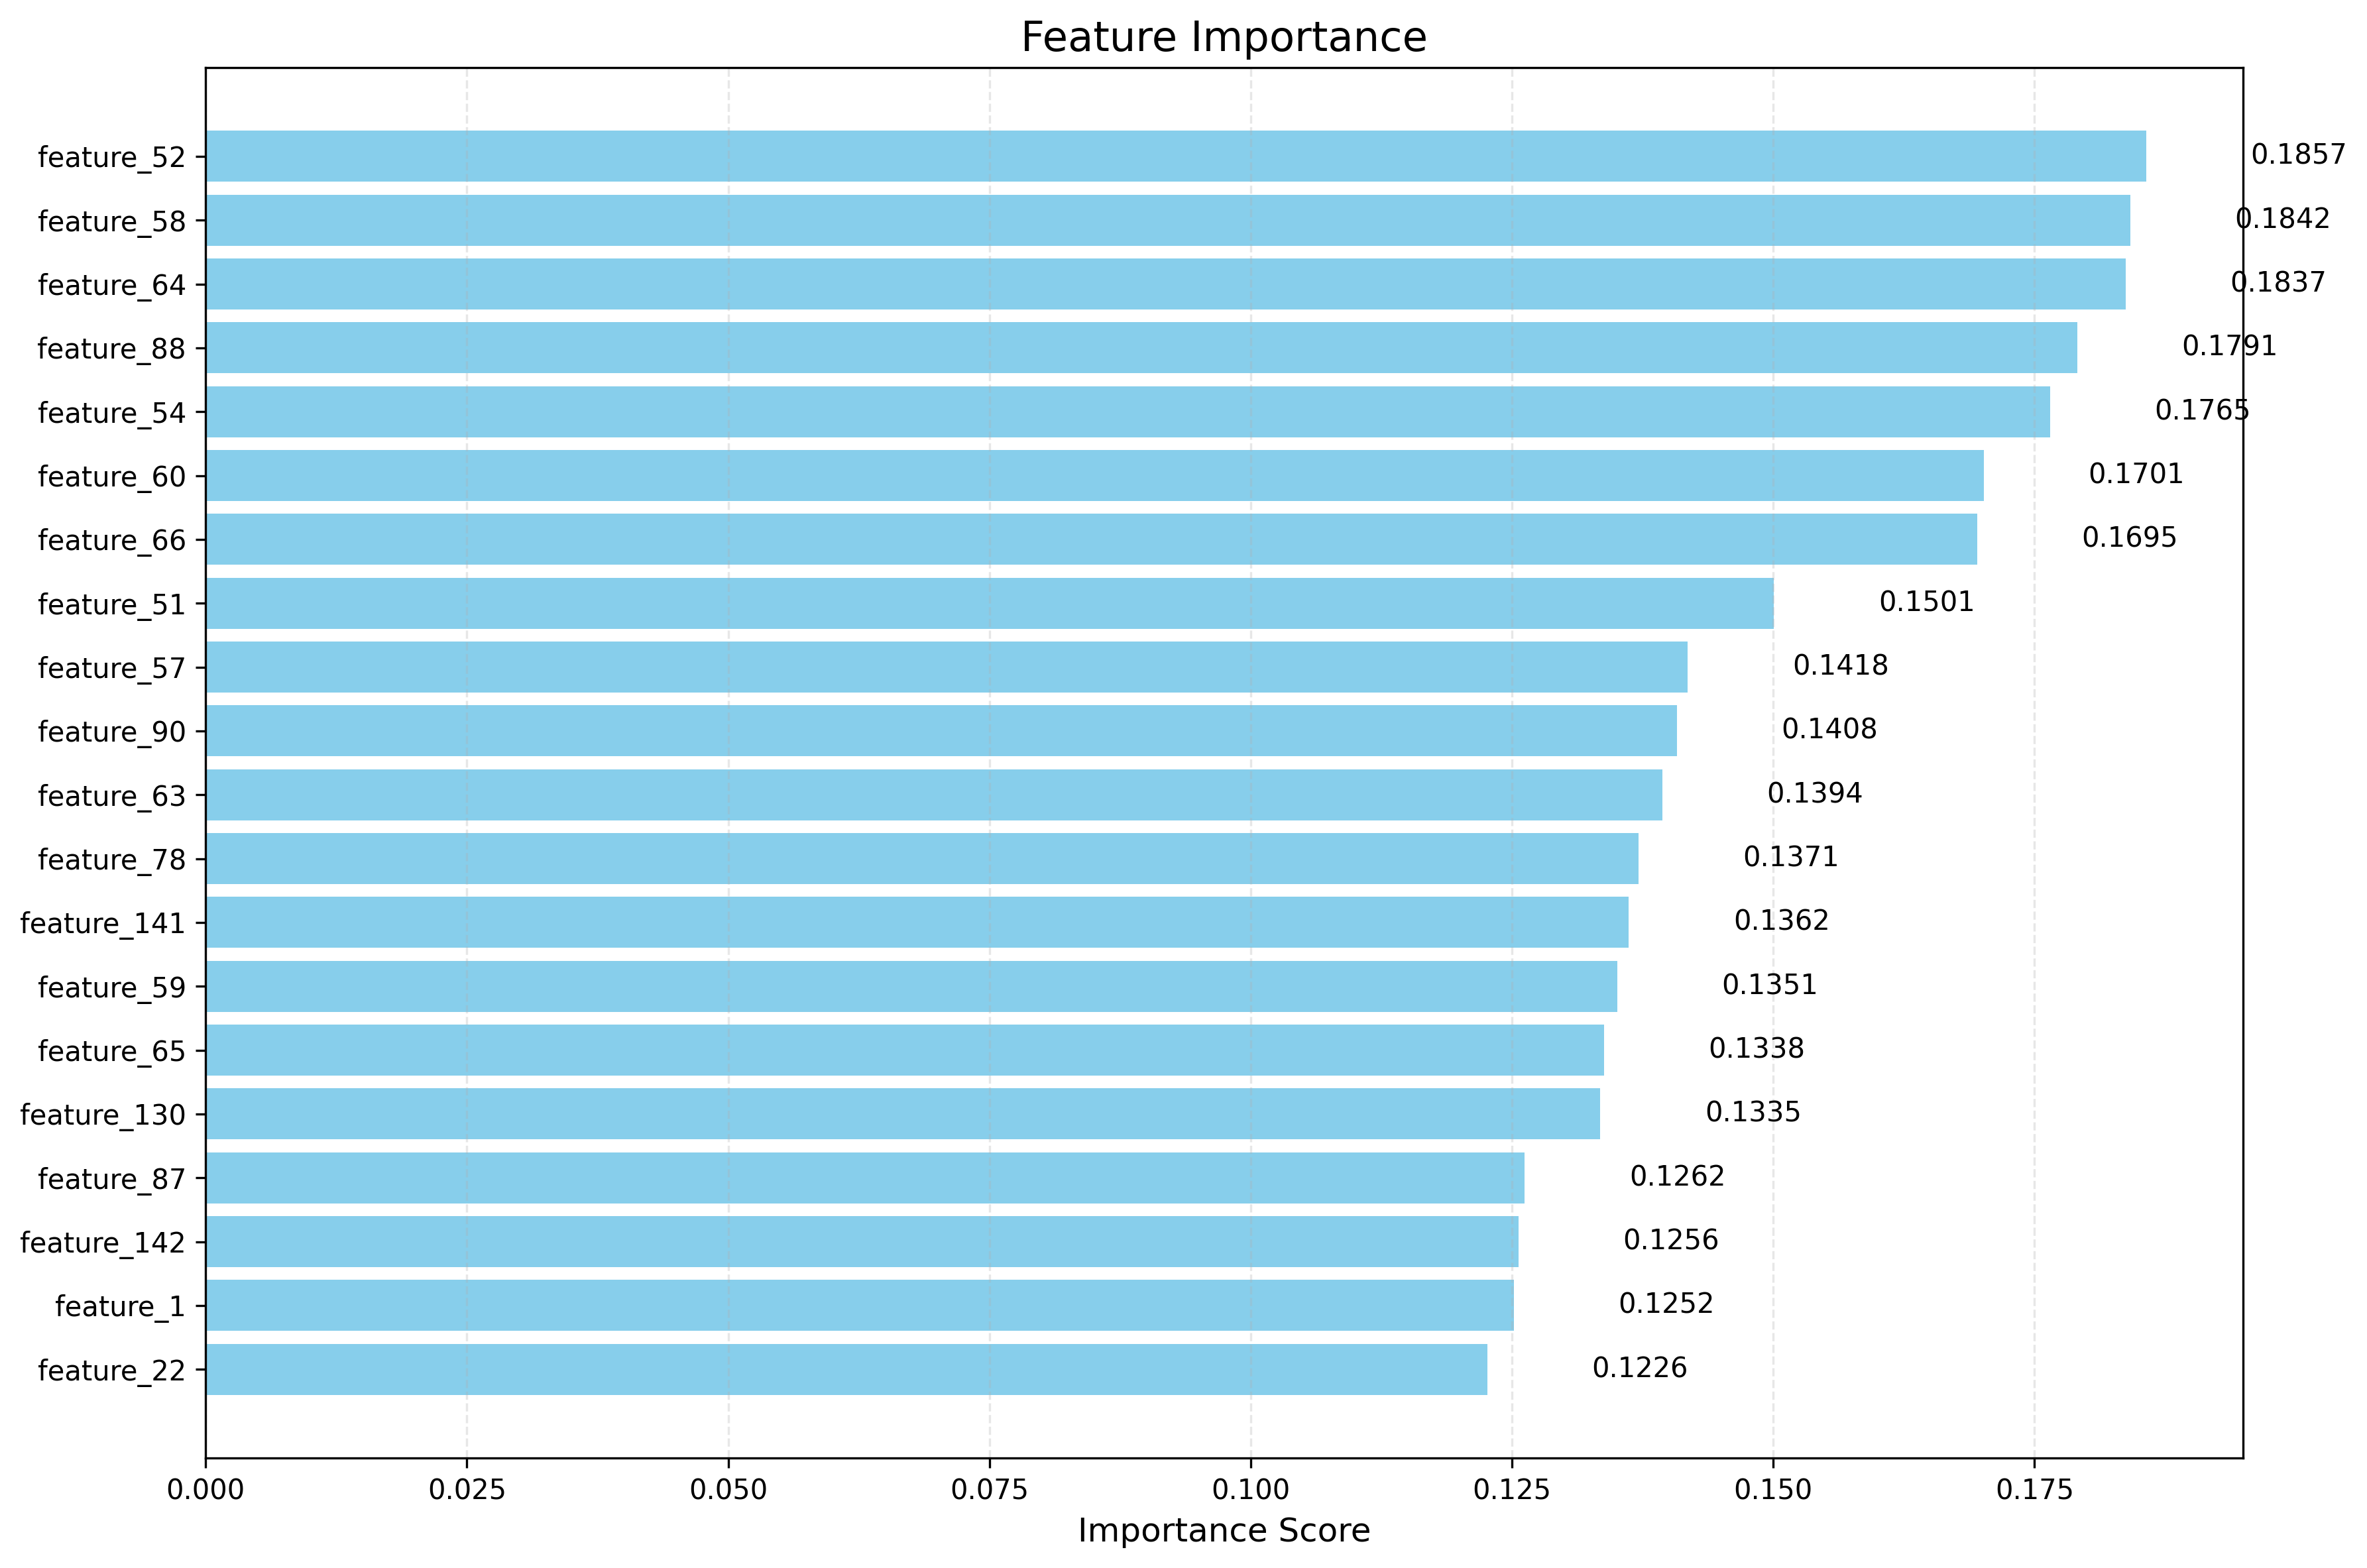 Feature Importance
feature_52 0.1857
feature_58 0.1842
feature_64 0.1837
feature_88 0.1791
feature_54 0.1765
feature_60 0.1701
feature_66 0.1695
feature_51 0.1501
feature_57 0.1418
feature_90 0.1408
feature_63 0.1394
feature_78 0.1371
feature_141 0.1362
feature_59 0.1351
feature_65 0.1338
feature_130 0.1335
feature_87 0.1262
feature_142 0.1256
feature_1 0.1252
feature_22 0.1226
0.000 0.025 0.050 0.075 0.100 0.125 0.150 0.175
Importance Score